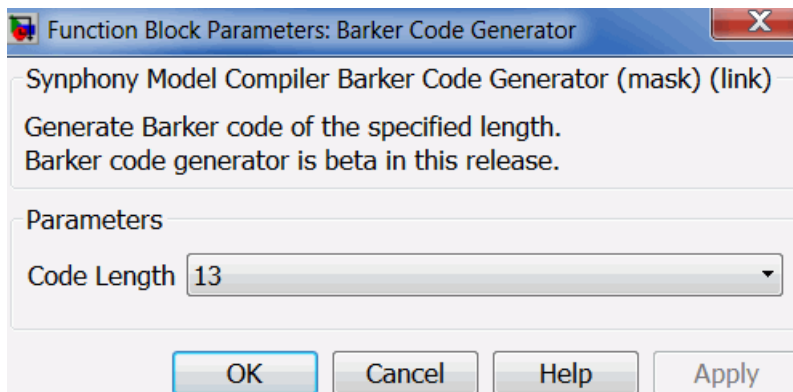 Function Block Parameters: Barker Code Generator
Synphony Model Compiler Barker Code Generator (mask) (link)
Generate Barker code of the specified length.
Barker code generator is beta in this release.
Parameters
Code Length 13
OK Cancel Help Apply